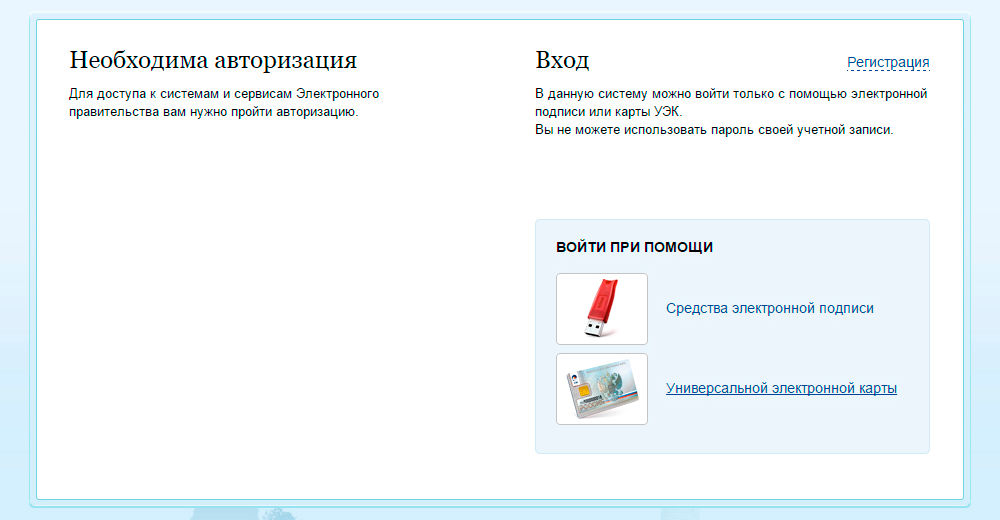 Необходима авторизация
Для доступа к системам и сервисам Электронного
правительства вам нужно пройти авторизацию.
Вход
Регистрация
В данную систему можно войти только с помощью электронной
подписи или карты УЭК.
Вы не можете использовать пароль своей учетной записи.
ВОЙТИ ПРИ ПОМОЩИ
Средства электронной подписи
Универсальной электронной карты